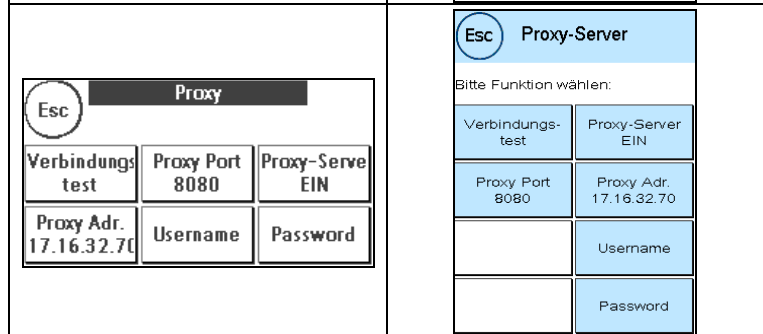 Esc
Proxy
Verbindungs
test
Proxy Port
8080
Proxy-Serve
EIN
Proxy Adr.
17.16.32.70
Username
Password
Esc
Proxy-Server
Bitte Funktion wählen:
Verbindungs-
test
Proxy-Server
EIN
Proxy Port
8080
Proxy Adr.
17.16.32.70
Username
Password